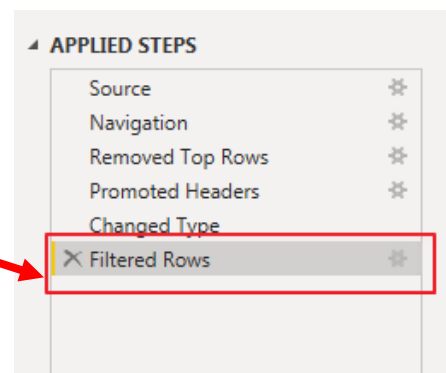 APPLIED STEPS
Source
Navigation
Removed Top Rows
Promoted Headers
Changed Type
Filtered Rows